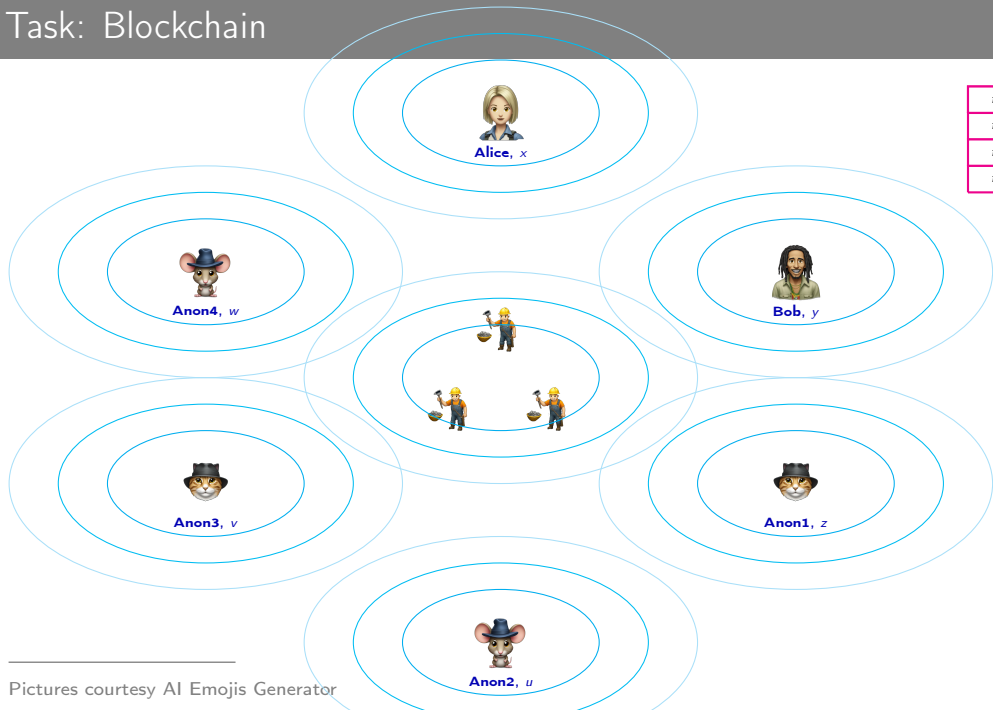 Task: Blockchain
Alice, x
Anon4, w
Bob, y
Anon3, v
Anon1, z
Anon2, u
Pictures courtesy AI Emojis Generator